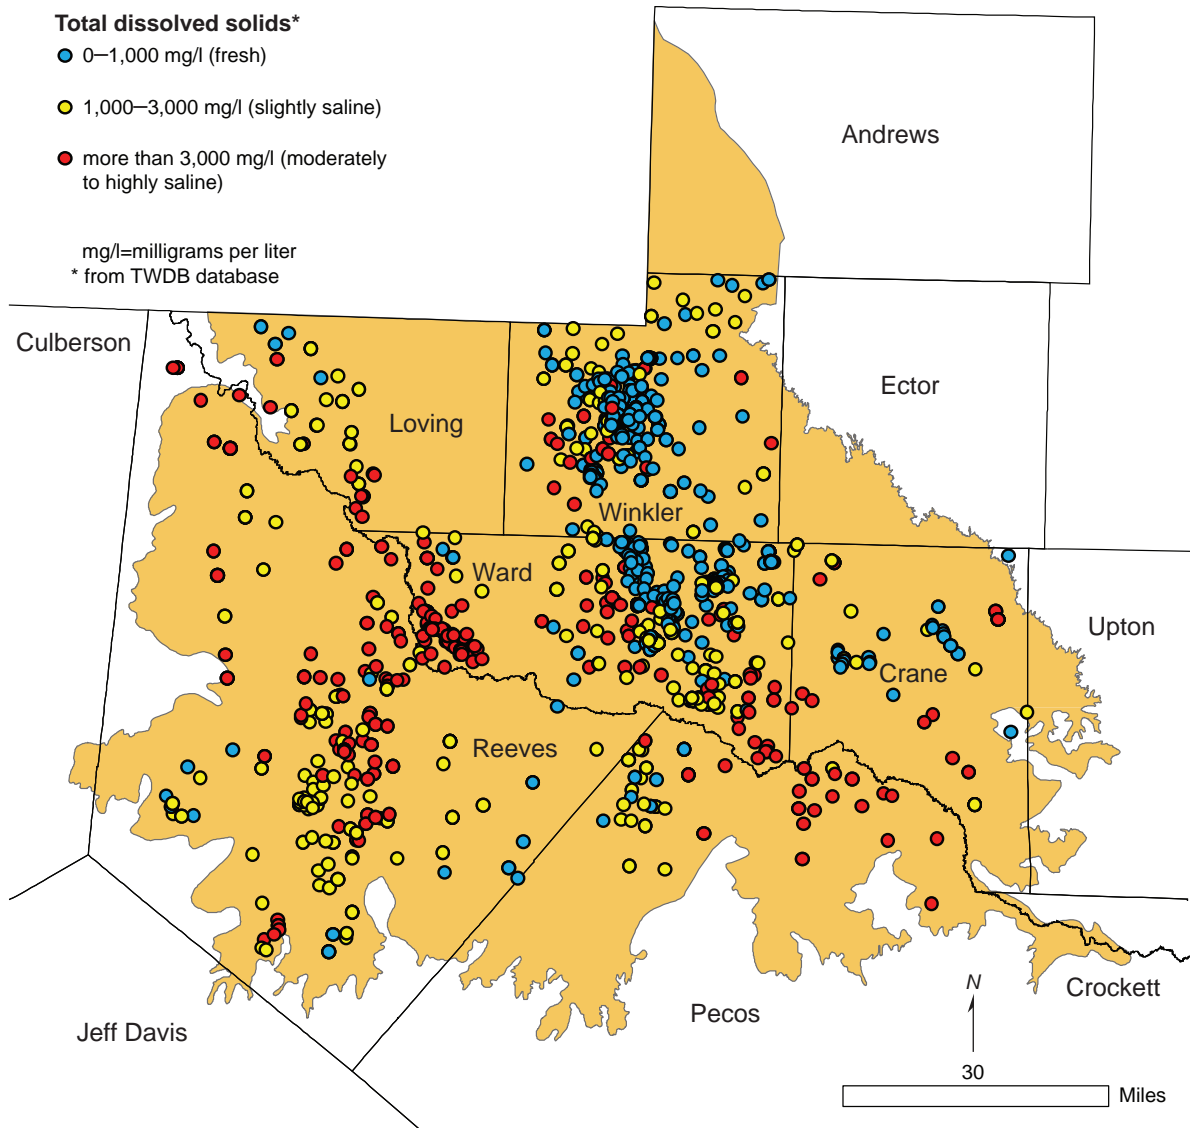 Total dissolved solids*
0–1,000 mg/l (fresh)
1,000–3,000 mg/l (slightly saline)
more than 3,000 mg/l (moderately
to highly saline)
mg/l=milligrams per liter
* from TWDB database
Andrews
Culberson
Ector
Loving
Winkler
Ward
Upton
Crane
Reeves
Crockett
Pecos
Jeff Davis
N
30
Miles